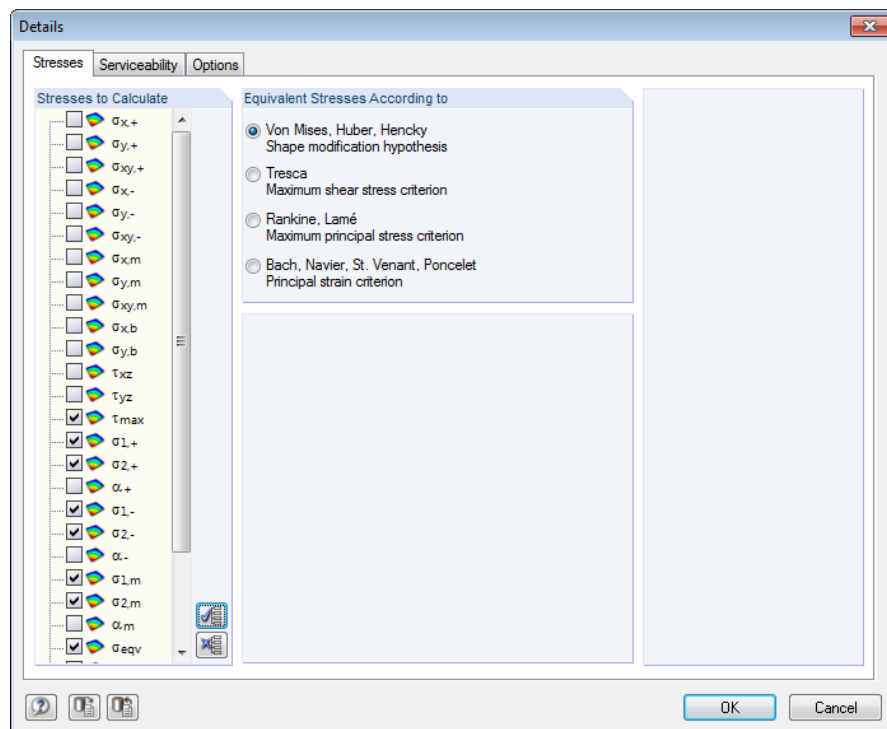 Details
Stresses Serviceability Options
Stresses to Calculate
σx,+
σy,+
σxy,+
σx,-
σy,-
σxy,-
σx,m
σy,m
σxy,m
σx,b
σy,b
τxz
τyz
τmax
σ1,+
σ2,+
α+
σ1,-
σ2,-
α-
σ1,m
σ2,m
αm
σeqv
Equivalent Stresses According to
Von Mises, Huber, Hencky
Shape modification hypothesis
Tresca
Maximum shear stress criterion
Rankine, Lamé
Maximum principal stress criterion
Bach, Navier, St. Venant, Poncelet
Principal strain criterion
OK Cancel